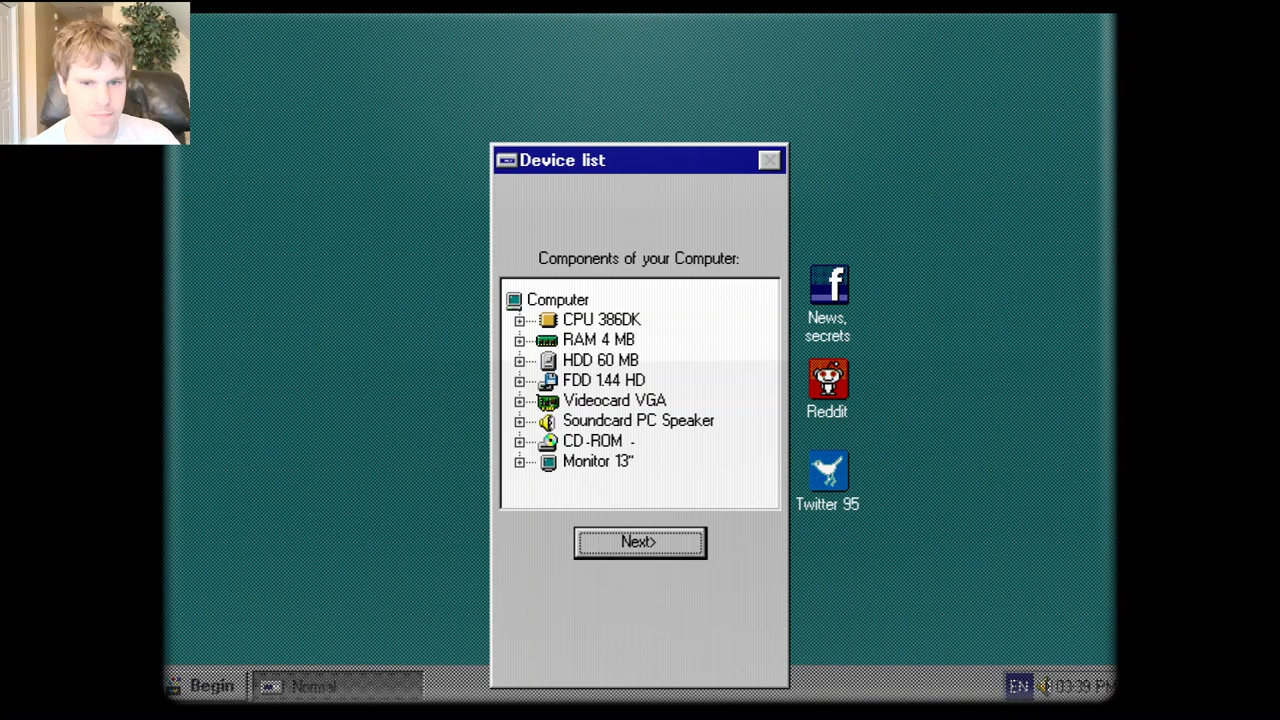 Device list
Components of your Computer:
Computer
CPU 386DK
RAM 4 MB
HDD 60 MB
FDD 1.44 HD
Videocard VGA
Soundcard PC Speaker
CD-ROM -
Monitor 13"
Next>
News,
secrets
Reddit
Twitter 95
Begin
Normal
EN
03:39 PM